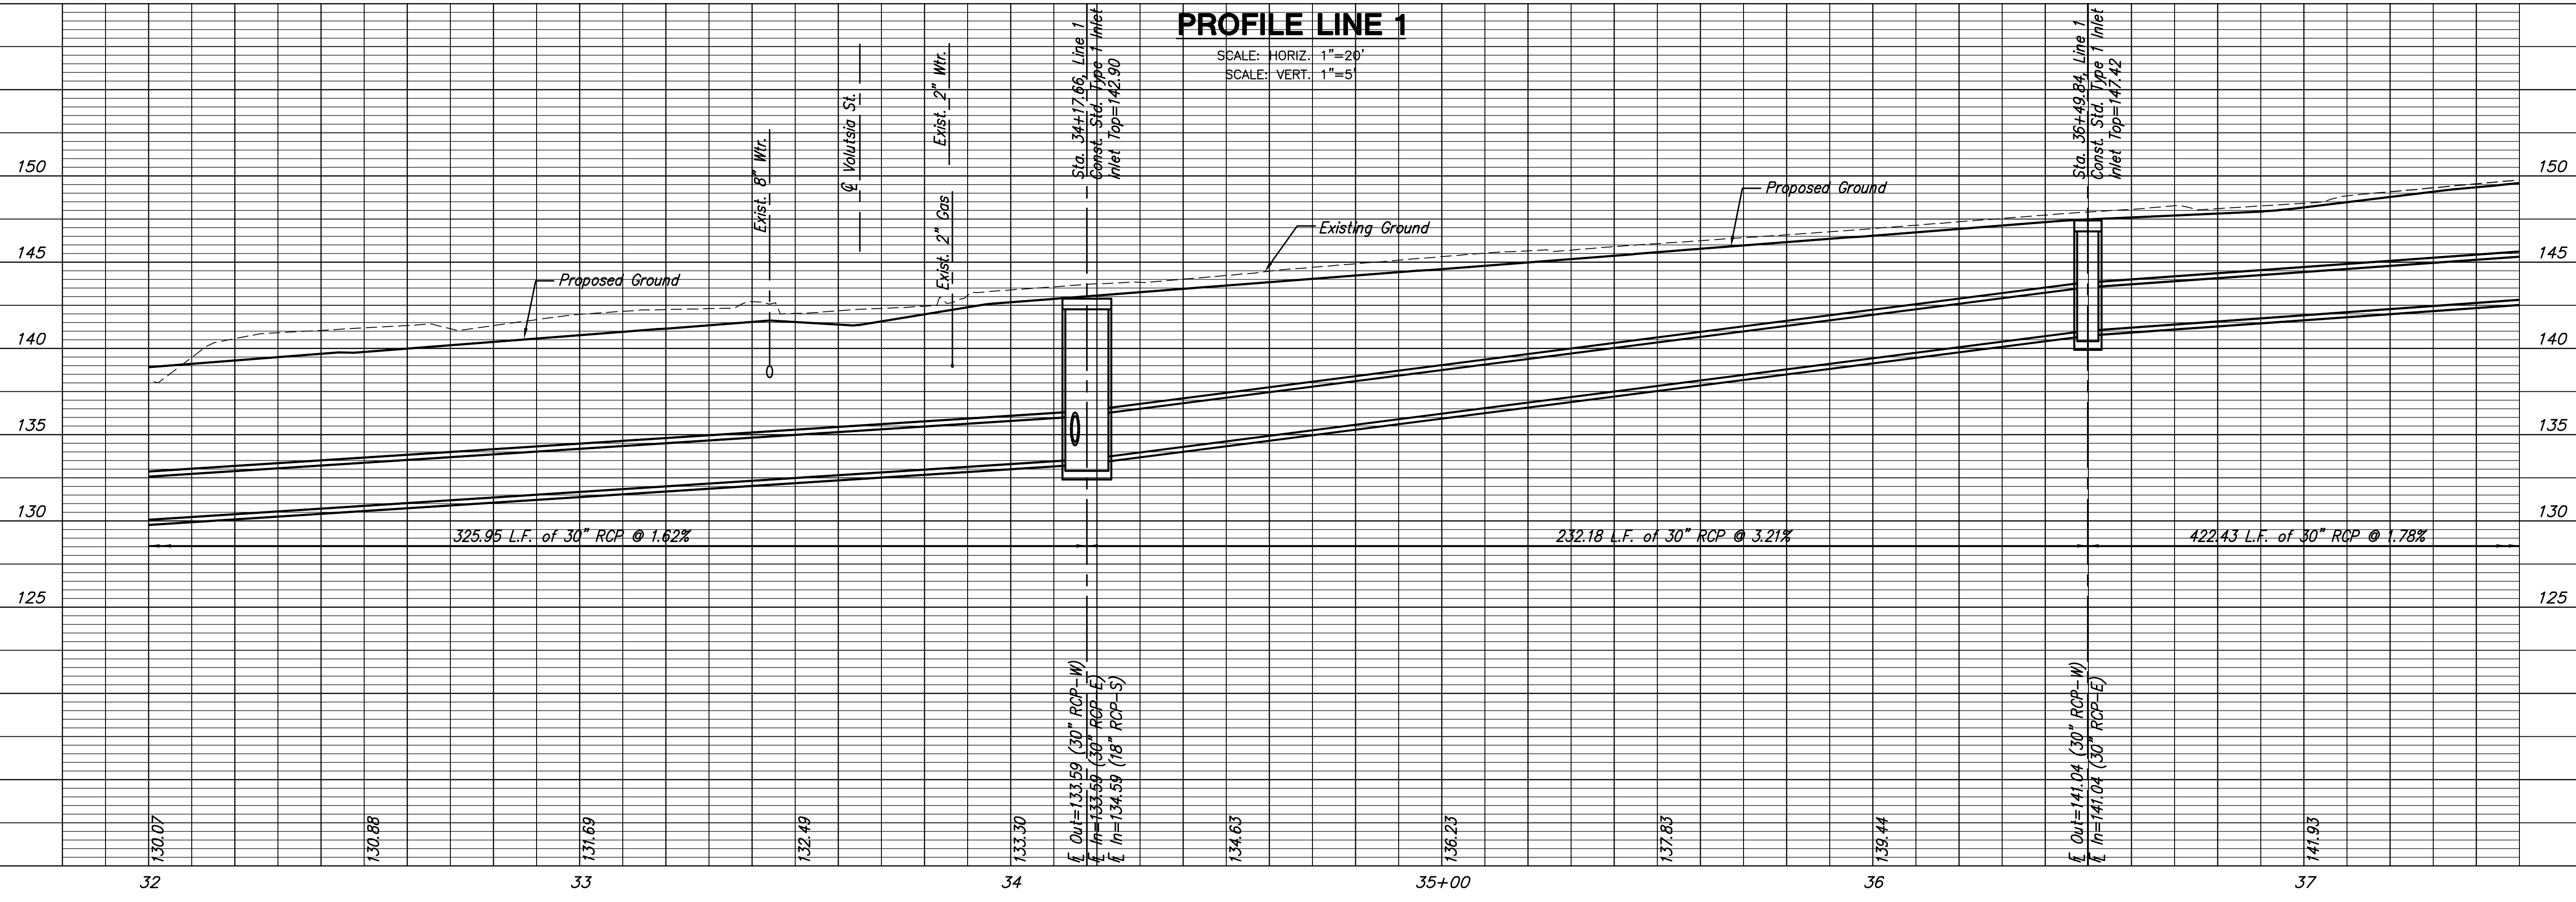 PROFILE LINE 1
SCALE: HORIZ. 1"=20'
SCALE: VERT. 1"=5'
Exist. 8" Wtr.
℄ Volutsia St.
Exist. 2" Wtr.
Exist. 2" Gas
Sta. 34+17.66, Line 1
Const. Std. Type 1 Inlet
Inlet Top=142.90
Sta. 36+49.84, Line 1
Const. Std. Type 1 Inlet
Inlet Top=147.42
Proposed Ground
Existing Ground
Proposed Ground
150
145
140
135
130
125
150
145
140
135
130
125
325.95 L.F. of 30" RCP @ 1.62%
232.18 L.F. of 30" RCP @ 3.21%
422.43 L.F. of 30" RCP @ 1.78%
FL Out=133.59 (30" RCP-W)
FL In=133.59 (30" RCP-E)
FL In=134.59 (18" RCP-S)
FL Out=141.04 (30" RCP-W)
FL In=141.04 (30" RCP-E)
130.07
130.88
131.69
132.49
133.30
134.63
136.23
137.83
139.44
141.93
32
33
34
35+00
36
37